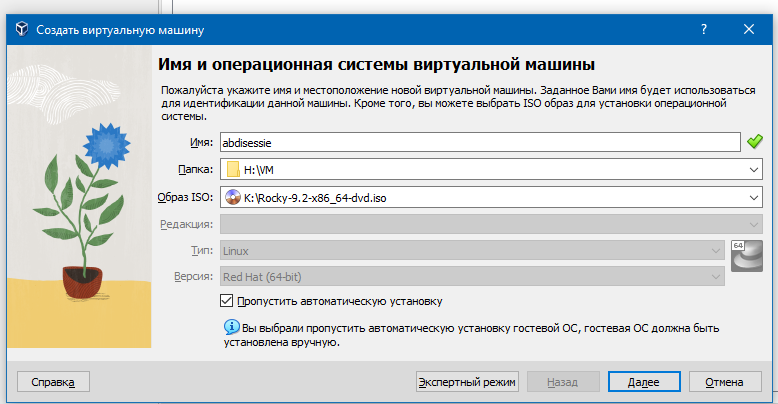 Создать виртуальную машину
Имя и операционная системы виртуальной машины
Пожалуйста укажите имя и местоположение новой виртуальной машины. Заданное Вами имя будет использоваться
для идентификации данной машины. Кроме того, вы можете выбрать ISO образ для установки операционной
системы.
Имя: abdisessie
Папка: H:\VM
Образ ISO: K:\Rocky-9.2-x86_64-dvd.iso
Редакция:
Тип: Linux
64
Версия: Red Hat (64-bit)
Пропустить автоматическую установку
Вы выбрали пропустить автоматическую установку гостевой ОС, гостевая ОС должна быть
установлена вручную.
Справка Экспертный режим Назад Далее Отмена